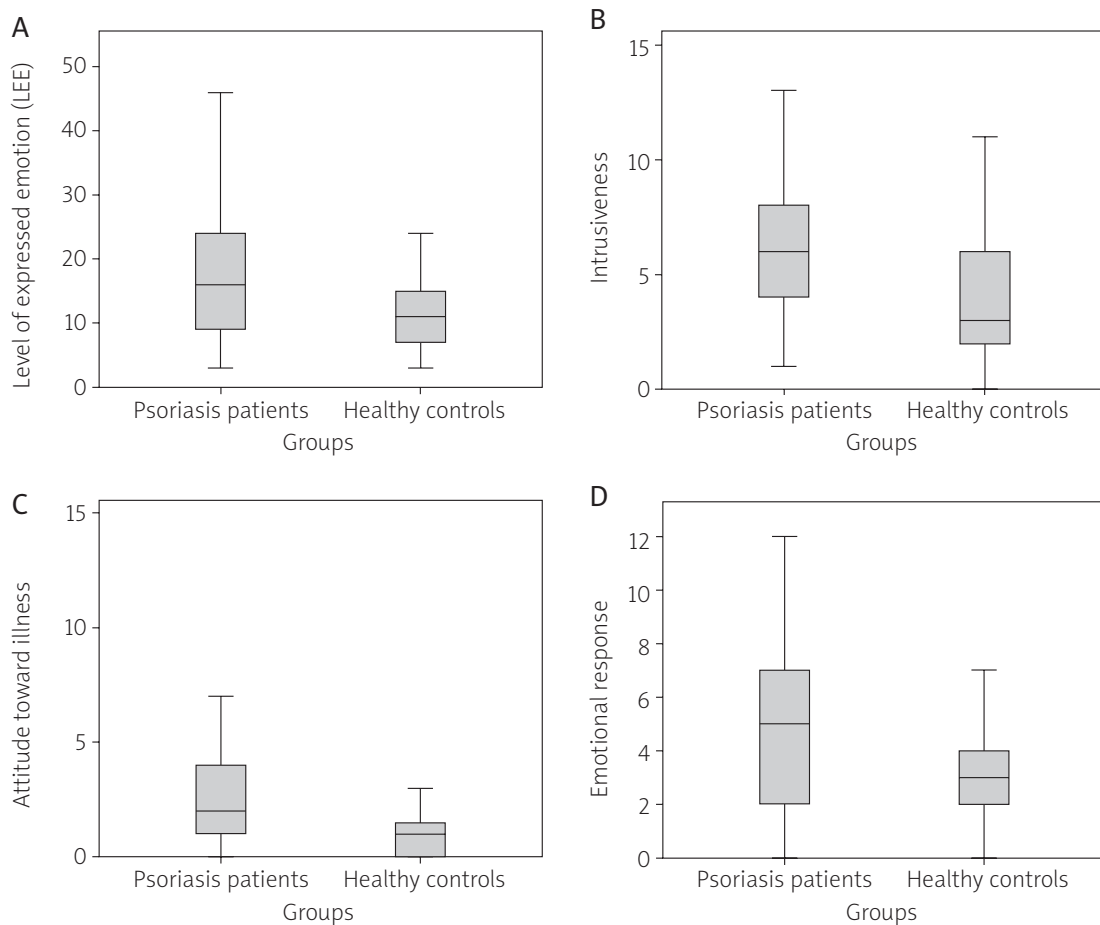 A
Level of expressed emotion (LEE)
50
40
30
20
10
0
Psoriasis patients Healthy controls
Groups
B
Intrusiveness
15
10
5
0
Psoriasis patients Healthy controls
Groups
C
Attitude toward illness
15
10
5
0
Psoriasis patients Healthy controls
Groups
D
Emotional response
12
10
8
6
4
2
0
Psoriasis patients Healthy controls
Groups